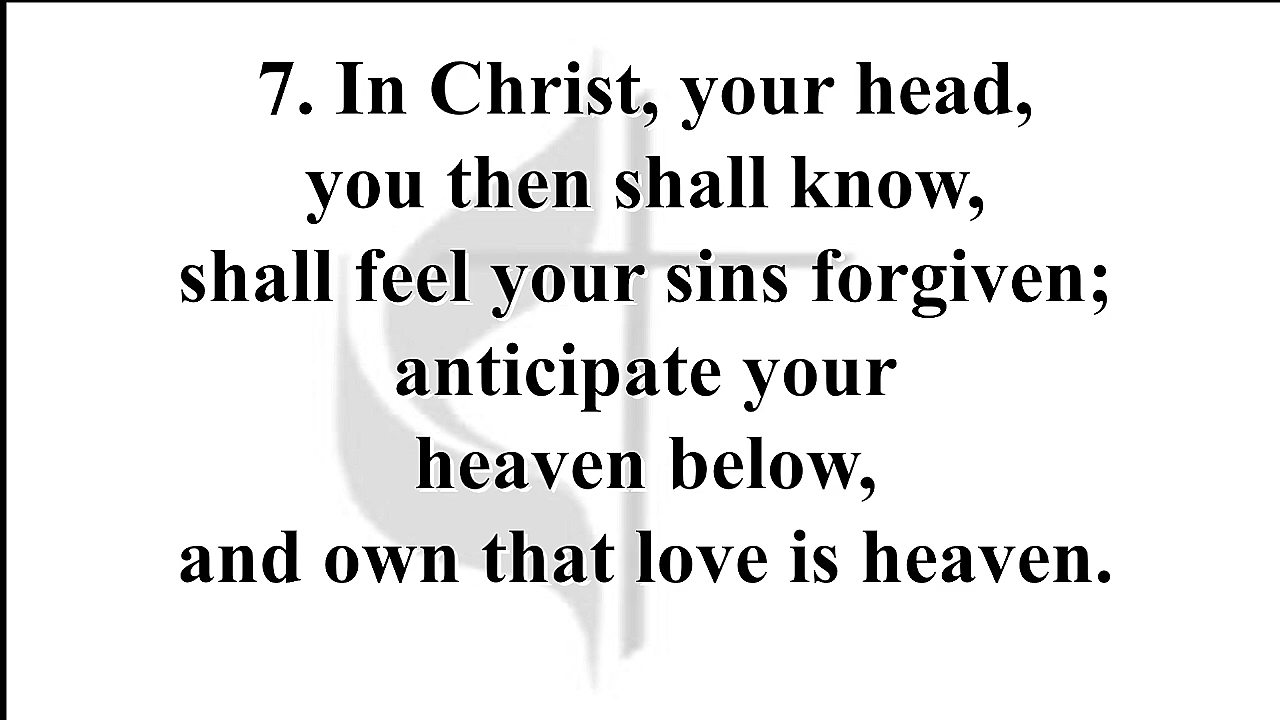 7. In Christ, your head,
you then shall know,
shall feel your sins forgiven;
anticipate your
heaven below,
and own that love is heaven.